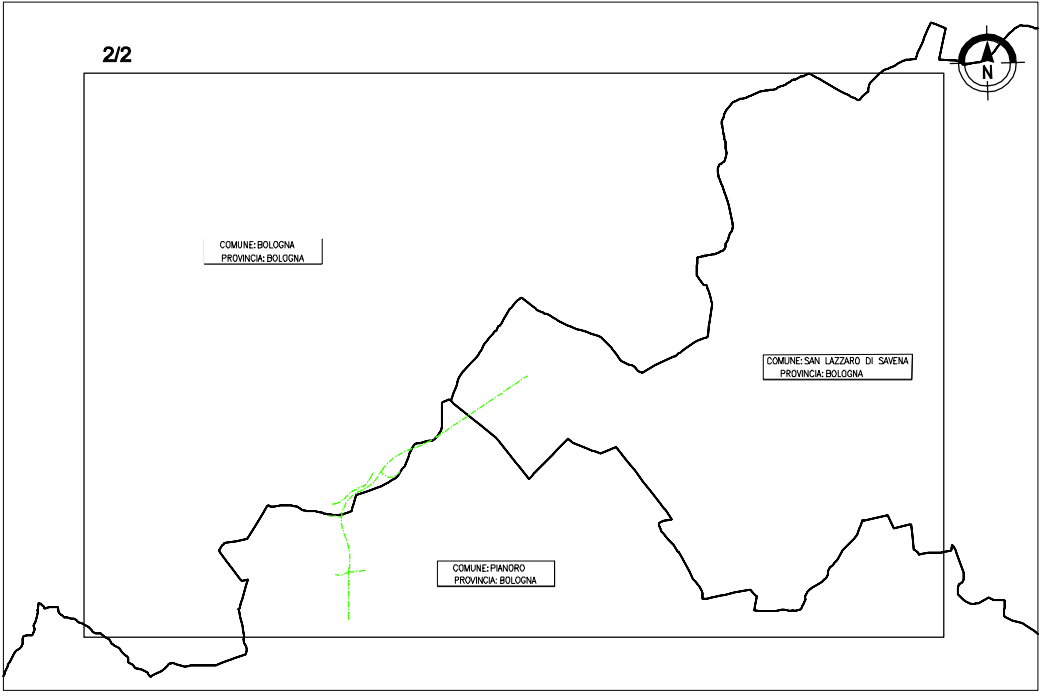 2/2
N
COMUNE: BOLOGNA
PROVINCIA: BOLOGNA
COMUNE: SAN LAZZARO DI SAVENA
PROVINCIA: BOLOGNA
COMUNE: PIANORO
PROVINCIA: BOLOGNA